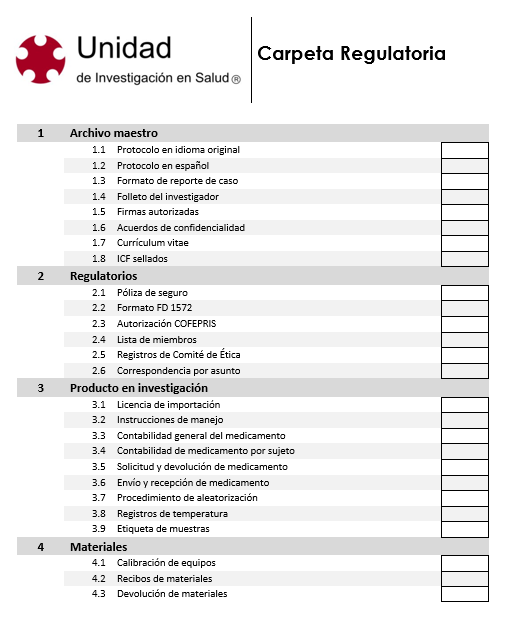 Unidad
de Investigación en Salud®
Carpeta Regulatoria
1 Archivo maestro
1.1 Protocolo en idioma original
1.2 Protocolo en español
1.3 Formato de reporte de caso
1.4 Folleto del investigador
1.5 Firmas autorizadas
1.6 Acuerdos de confidencialidad
1.7 Currículum vitae
1.8 ICF sellados
2 Regulatorios
2.1 Póliza de seguro
2.2 Formato FD 1572
2.3 Autorización COFEPRIS
2.4 Lista de miembros
2.5 Registros de Comité de Ética
2.6 Correspondencia por asunto
3 Producto en investigación
3.1 Licencia de importación
3.2 Instrucciones de manejo
3.3 Contabilidad general del medicamento
3.4 Contabilidad de medicamento por sujeto
3.5 Solicitud y devolución de medicamento
3.6 Envío y recepción de medicamento
3.7 Procedimiento de aleatorización
3.8 Registros de temperatura
3.9 Etiqueta de muestras
4 Materiales
4.1 Calibración de equipos
4.2 Recibos de materiales
4.3 Devolución de materiales